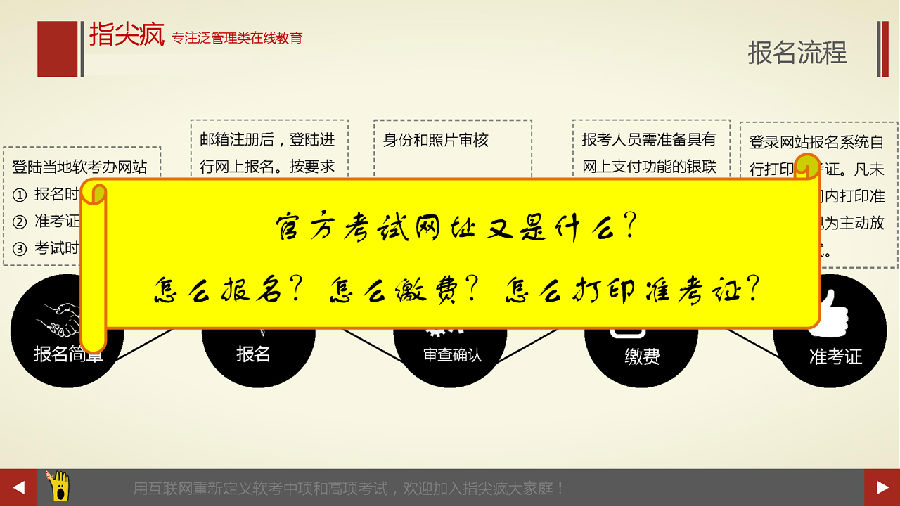 指尖疯 专注泛管理类在线教育
报名流程
登陆当地软考办网站
① 报名时
② 准考证
③ 考试时
邮箱注册后，登陆进
行网上报名。按要求
身份和照片审核
报考人员需准备具有
网上支付功能的银联
登录网站报名系统自
行打印 考证。凡未
内打印准
为主动放
。
官方考试网址又是什么？
怎么报名？怎么缴费？怎么打印准考证？
报名简章
报名
审查确认
缴费
准考证
用互联网重新定义软考中项和高项考试，欢迎加入指尖疯大家庭！